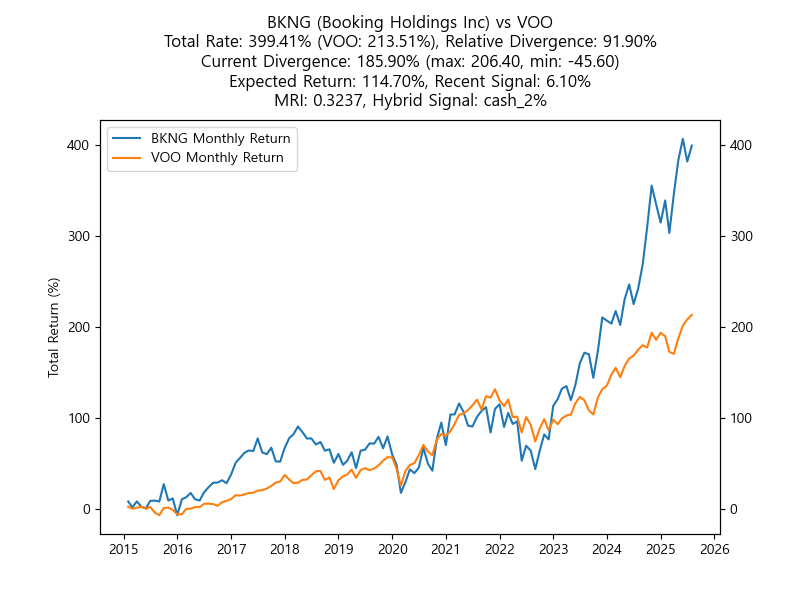 BKNG (Booking Holdings Inc) vs VOO
Total Rate: 399.41% (VOO: 213.51%), Relative Divergence: 91.90%
Current Divergence: 185.90% (max: 206.40, min: -45.60)
Expected Return: 114.70%, Recent Signal: 6.10%
MRI: 0.3237, Hybrid Signal: cash_2%
BKNG Monthly Return
VOO Monthly Return
Total Return (%)
400
300
200
100
0
400
300
200
100
0
2015 2016 2017 2018 2019 2020 2021 2022 2023 2024 2025 2026